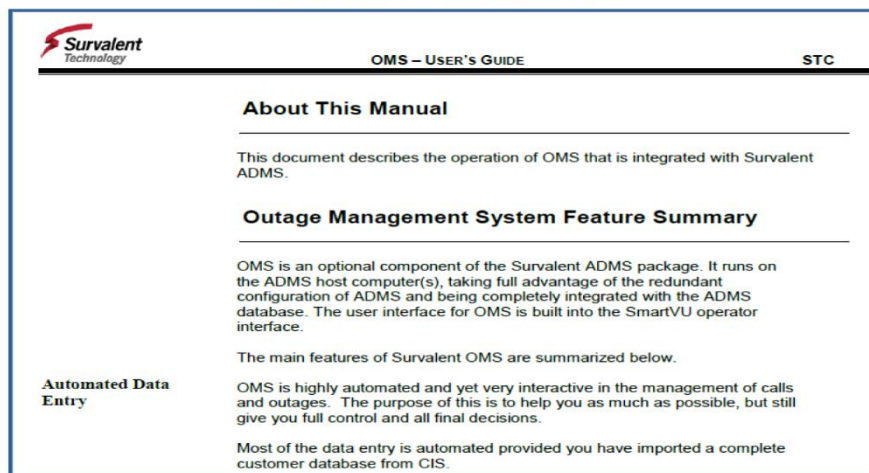 Survalent
Technology
OMS – USER'S GUIDE
STC
About This Manual
This document describes the operation of OMS that is integrated with Survalent
ADMS.
Outage Management System Feature Summary
OMS is an optional component of the Survalent ADMS package. It runs on
the ADMS host computer(s), taking full advantage of the redundant
configuration of ADMS and being completely integrated with the ADMS
database. The user interface for OMS is built into the SmartVU operator
interface.
The main features of Survalent OMS are summarized below.
Automated Data
Entry
OMS is highly automated and yet very interactive in the management of calls
and outages. The purpose of this is to help you as much as possible, but still
give you full control and all final decisions.
Most of the data entry is automated provided you have imported a complete
customer database from CIS.